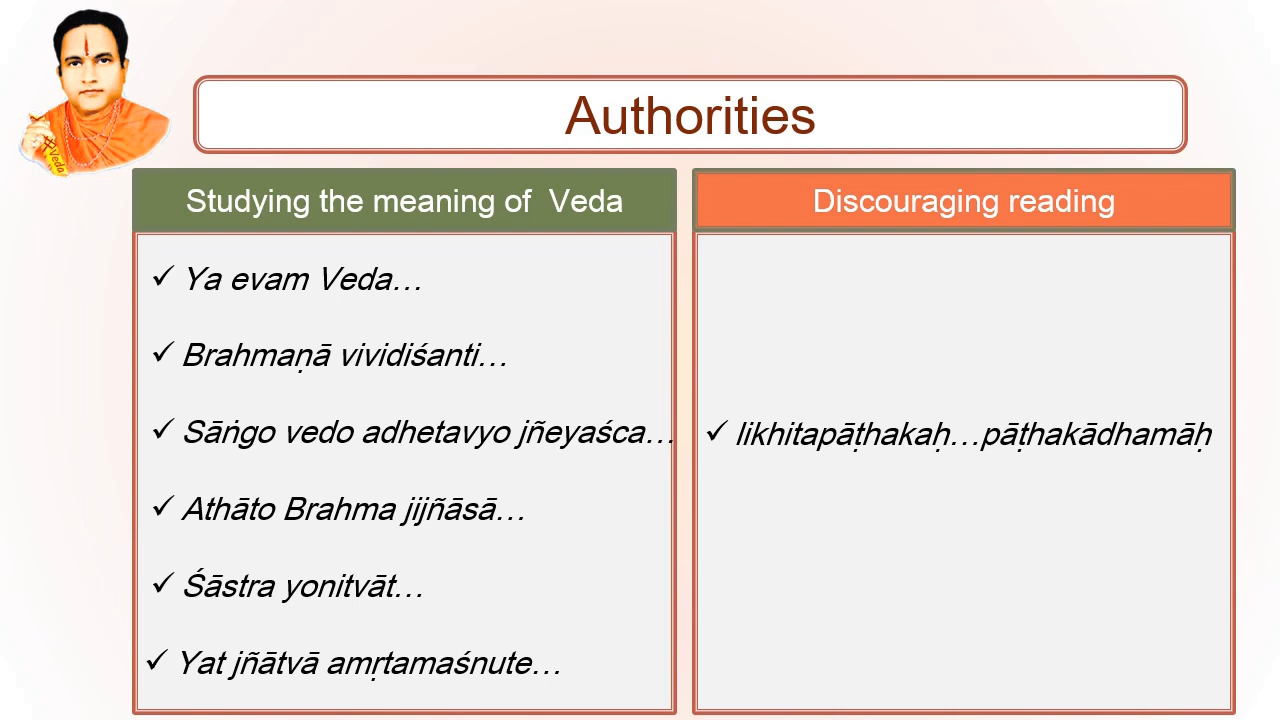 Authorities
Studying the meaning of  Veda
✓ Ya evam Veda…
✓ Brahmaṇā vividiśanti…
✓ Sāṅgo vedo adhetavyo jñeyaśca…
✓ Athāto Brahma jijñāsā…
✓ Śāstra yonitvāt…
✓ Yat jñātvā amṛtamaśnute…
Discouraging reading
✓ likhitapāṭhakaḥ…pāṭhakādhamāḥ
Veda